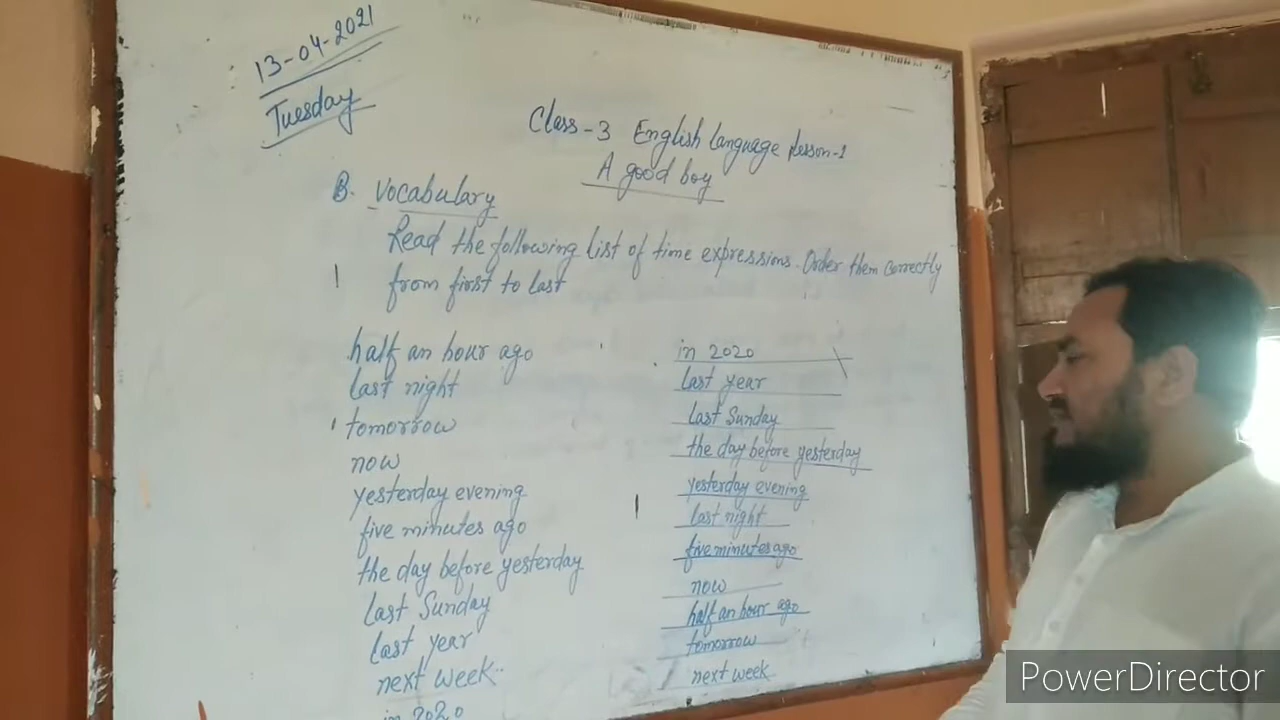 13-04-2021
Tuesday
Class-3 English Language Lesson-1
A good boy
B. Vocabulary
Read the following list of time expressions. Order them correctly
from first to last
half an hour ago
last night
tomorrow
now
yesterday evening
five minutes ago
the day before yesterday
Last Sunday
last year
next week
in 2020
in 2020
last year
last Sunday
the day before yesterday
yesterday evening
last night
five minutes ago
now
half an hour ago
tomorrow
next week
PowerDirector